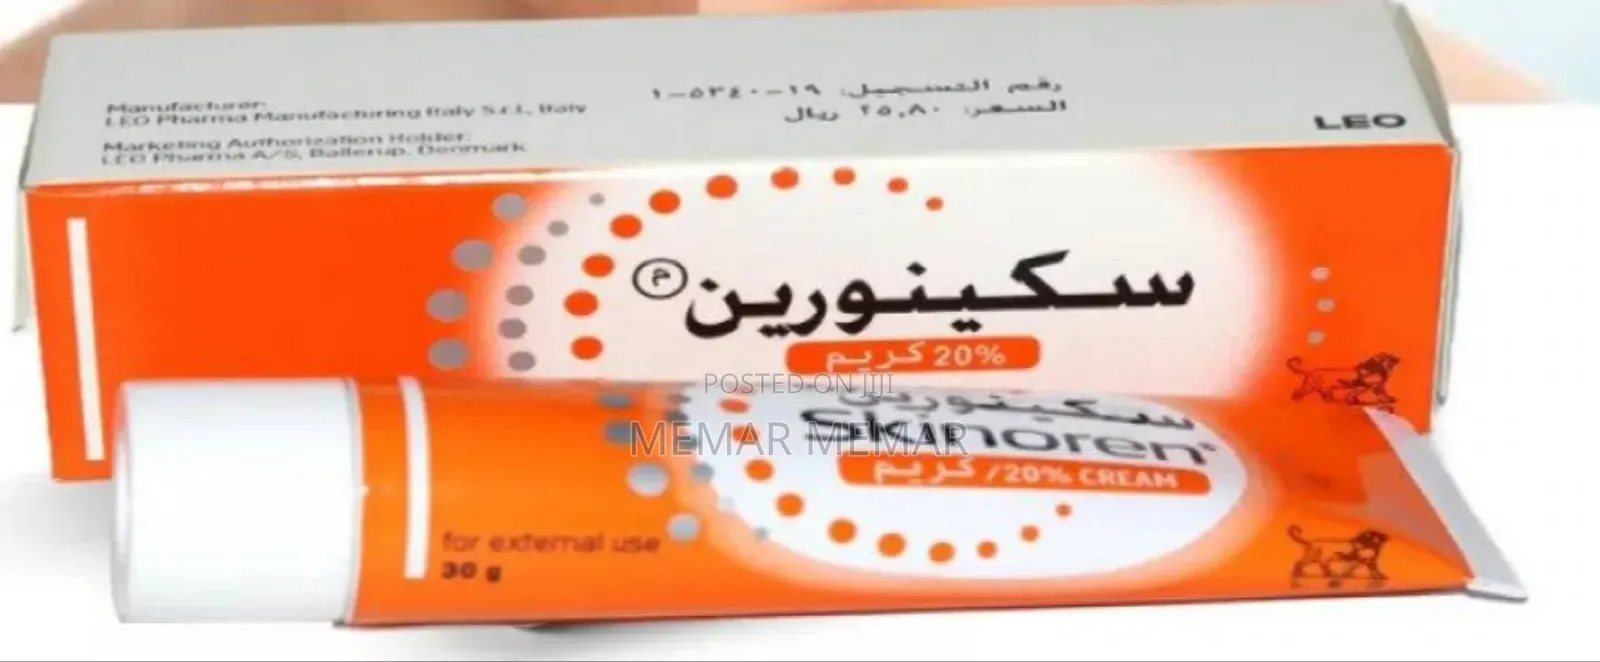 Manufacturer:
LEO Pharma Manufacturing Italy S.r.l., Italy
Marketing Authorization Holder:
LEO Pharma A/S, Ballerup, Denmark
رقم التسجيل: ١٩-٥٣٤٠-١
السعر: ٢٥,٨٠ ريال
LEO
سكينورين م
20% كريم
POSTED ON JIJI
MEMAR MEMAR
سكينورين
Skinoren®
كريم /20% CREAM
for external use
30 g